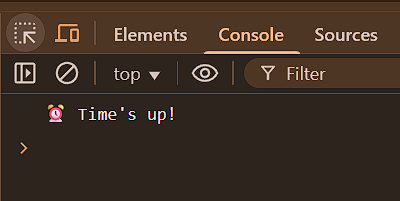 Elements Console Sources
top Filter
⏰ Time's up!